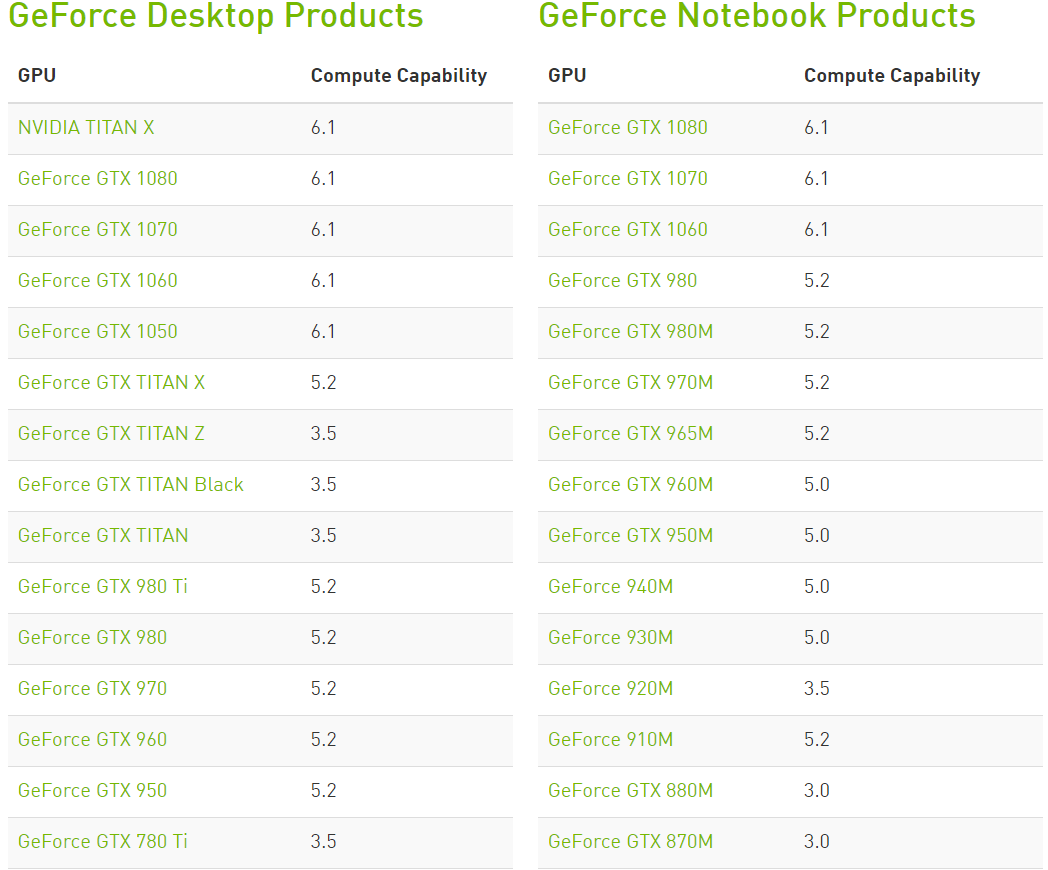 GeForce Desktop Products
GPU Compute Capability
NVIDIA TITAN X 6.1
GeForce GTX 1080 6.1
GeForce GTX 1070 6.1
GeForce GTX 1060 6.1
GeForce GTX 1050 6.1
GeForce GTX TITAN X 5.2
GeForce GTX TITAN Z 3.5
GeForce GTX TITAN Black 3.5
GeForce GTX TITAN 3.5
GeForce GTX 980 Ti 5.2
GeForce GTX 980 5.2
GeForce GTX 970 5.2
GeForce GTX 960 5.2
GeForce GTX 950 5.2
GeForce GTX 780 Ti 3.5
GeForce Notebook Products
GPU Compute Capability
GeForce GTX 1080 6.1
GeForce GTX 1070 6.1
GeForce GTX 1060 6.1
GeForce GTX 980 5.2
GeForce GTX 980M 5.2
GeForce GTX 970M 5.2
GeForce GTX 965M 5.2
GeForce GTX 960M 5.0
GeForce GTX 950M 5.0
GeForce 940M 5.0
GeForce 930M 5.0
GeForce 920M 3.5
GeForce 910M 5.2
GeForce GTX 880M 3.0
GeForce GTX 870M 3.0